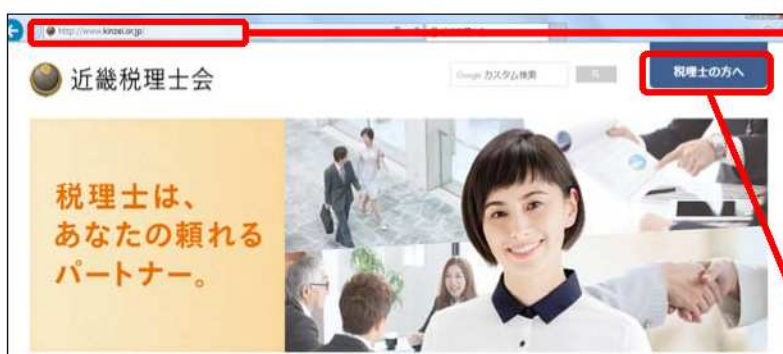 http://www.kinzei.or.jp/
近畿税理士会
Google カスタム検索
税理士の方へ
税理士は、
あなたの頼れる
パートナー。